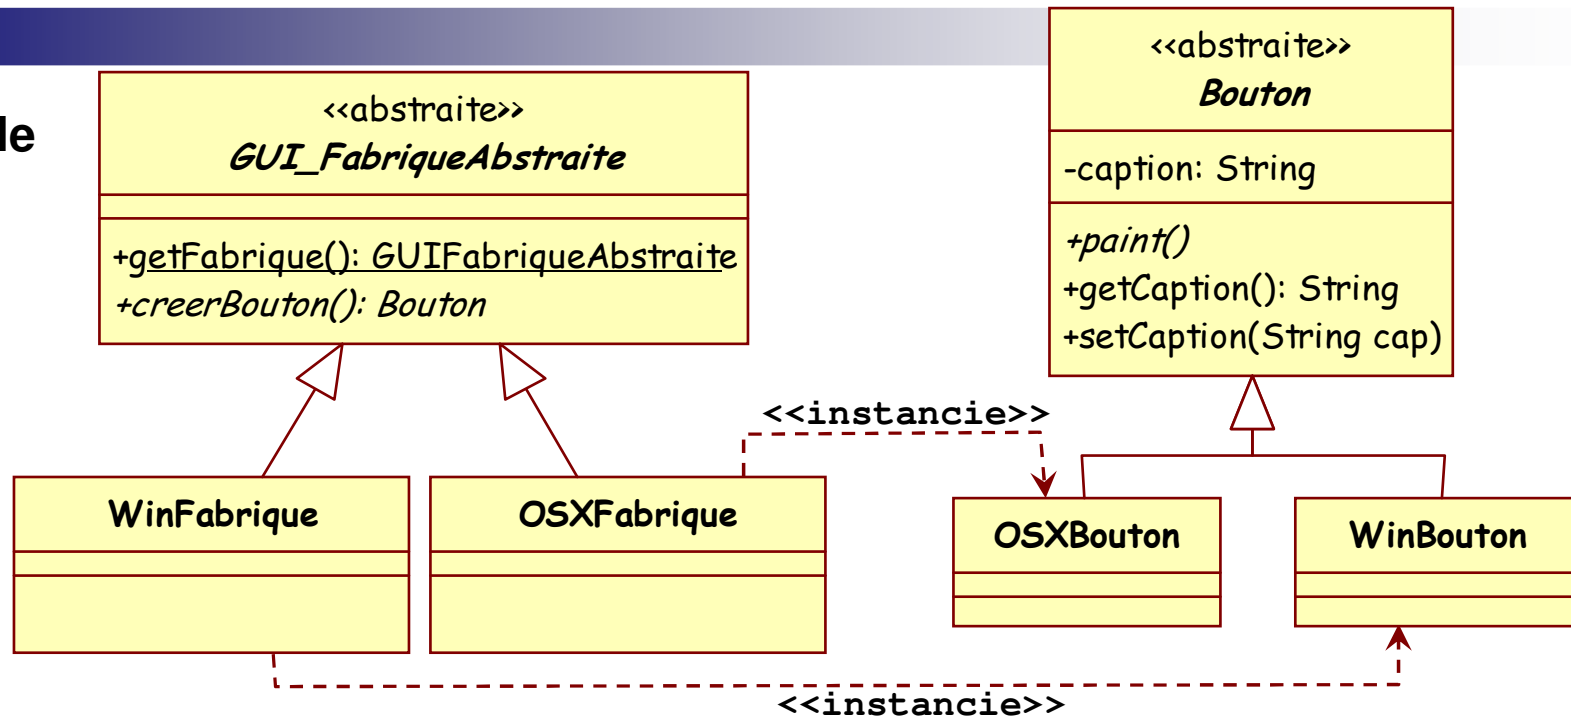 le
<<abstraite>>
GUI_FabriqueAbstraite
+getFabrique(): GUIFabriqueAbstraite
+creerBouton(): Bouton
<<abstraite>>
Bouton
-caption: String
+paint()
+getCaption(): String
+setCaption(String cap)
<<instancie>>
WinFabrique
OSXFabrique
OSXBouton
WinBouton
<<instancie>>